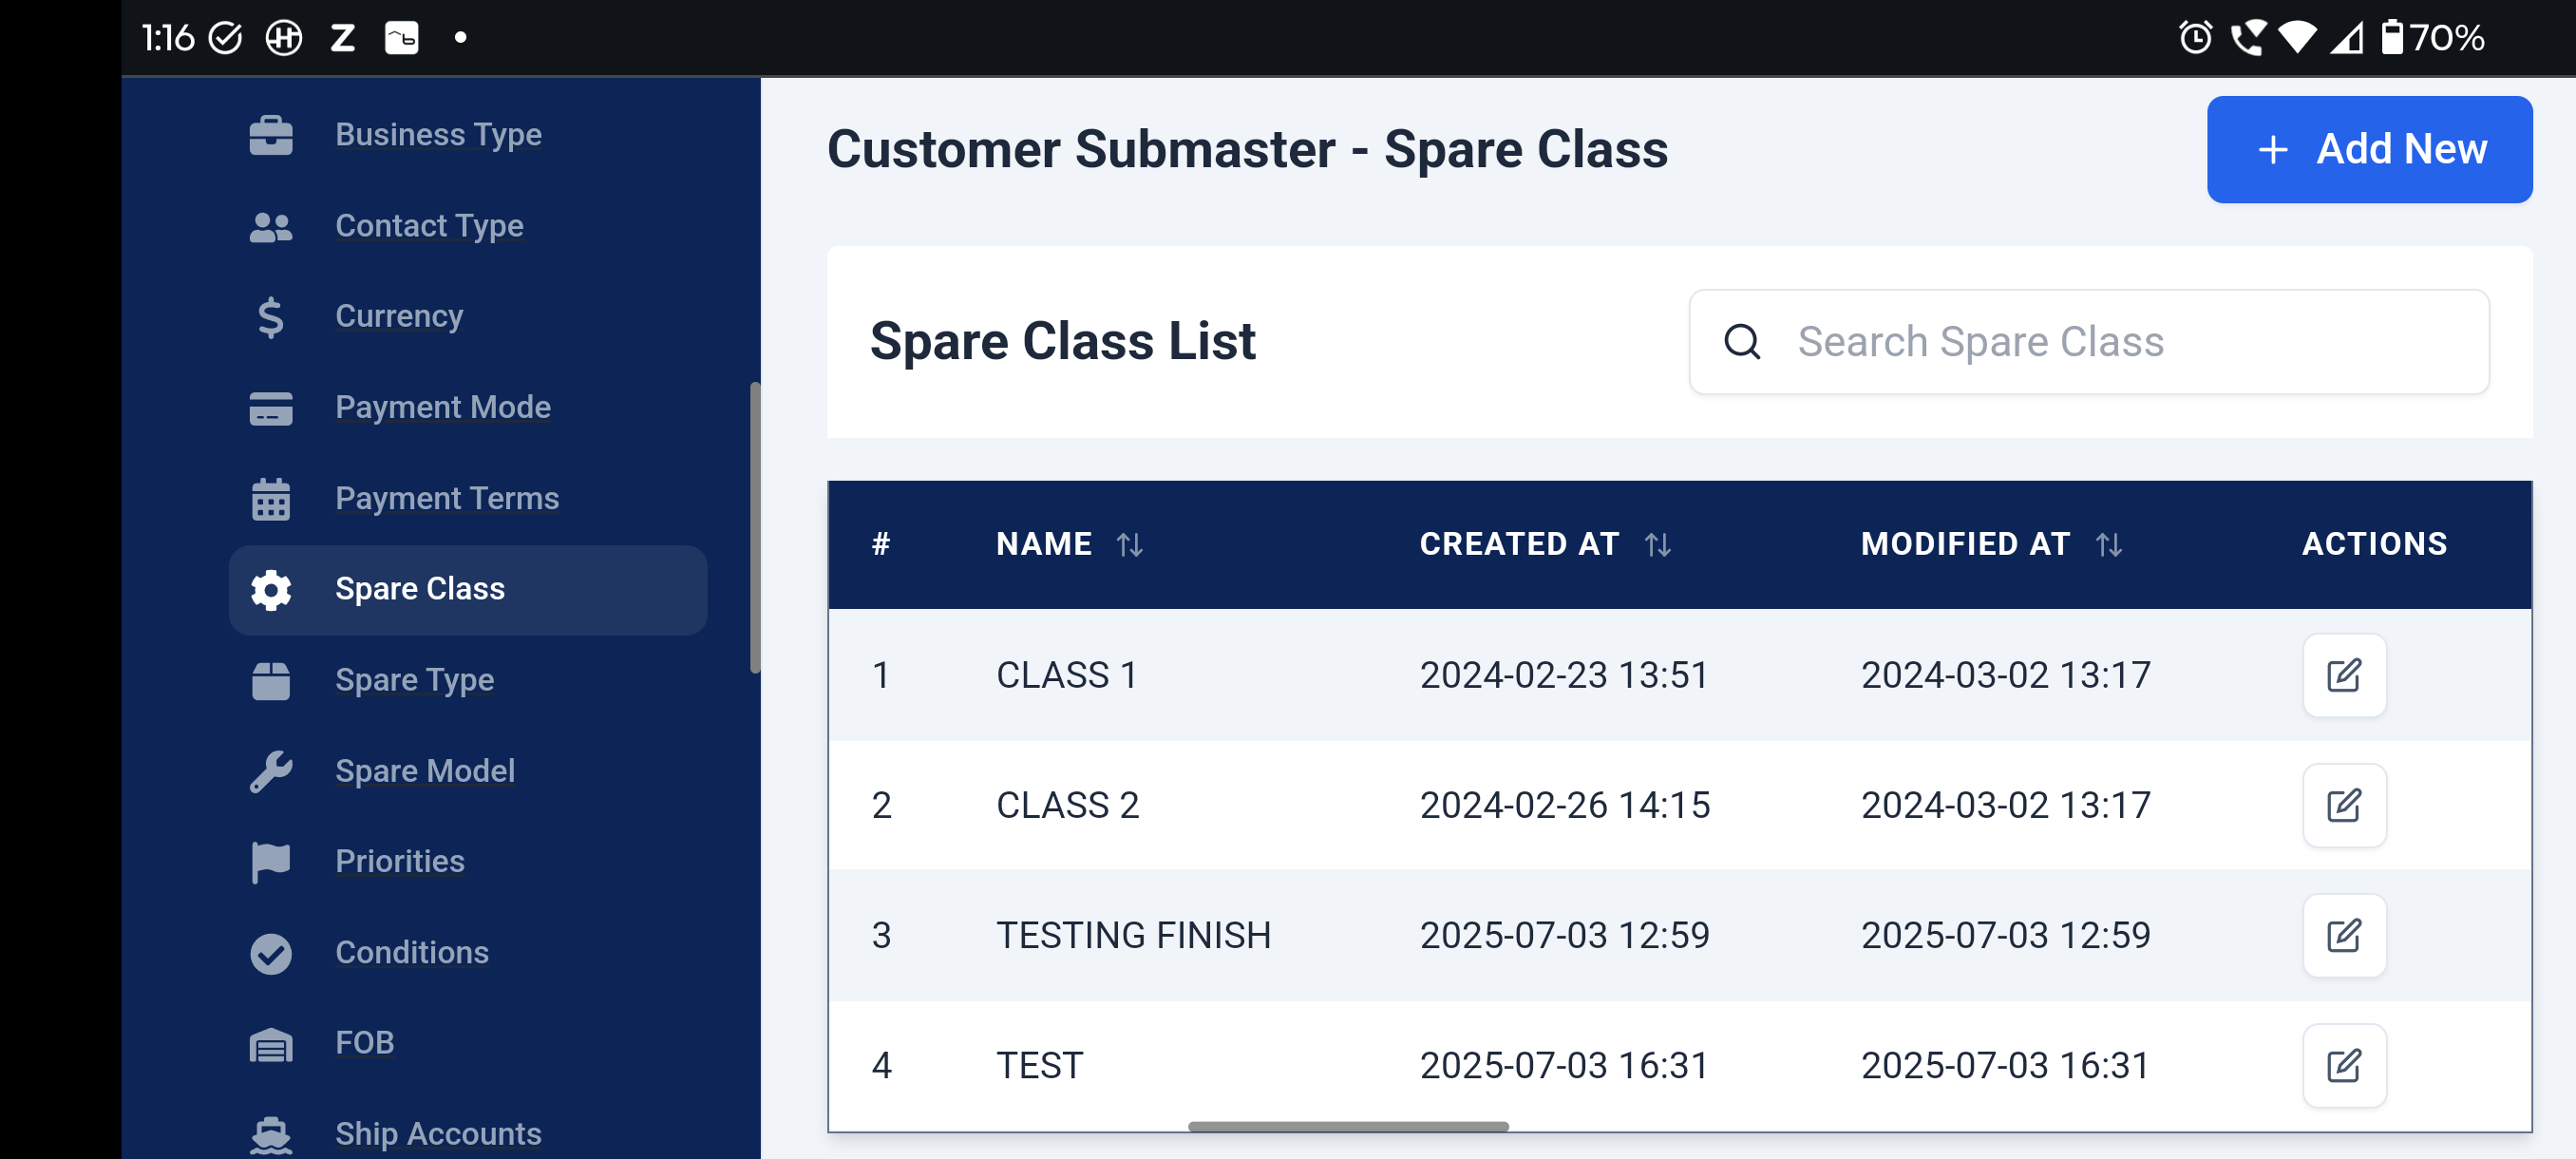 1:16
70%
Business Type
Contact Type
Currency
Payment Mode
Payment Terms
Spare Class
Spare Type
Spare Model
Priorities
Conditions
FOB
Ship Accounts
Customer Submaster - Spare Class
+ Add New
Spare Class List
Search Spare Class
# NAME CREATED AT MODIFIED AT ACTIONS
1 CLASS 1 2024-02-23 13:51 2024-03-02 13:17
2 CLASS 2 2024-02-26 14:15 2024-03-02 13:17
3 TESTING FINISH 2025-07-03 12:59 2025-07-03 12:59
4 TEST 2025-07-03 16:31 2025-07-03 16:31